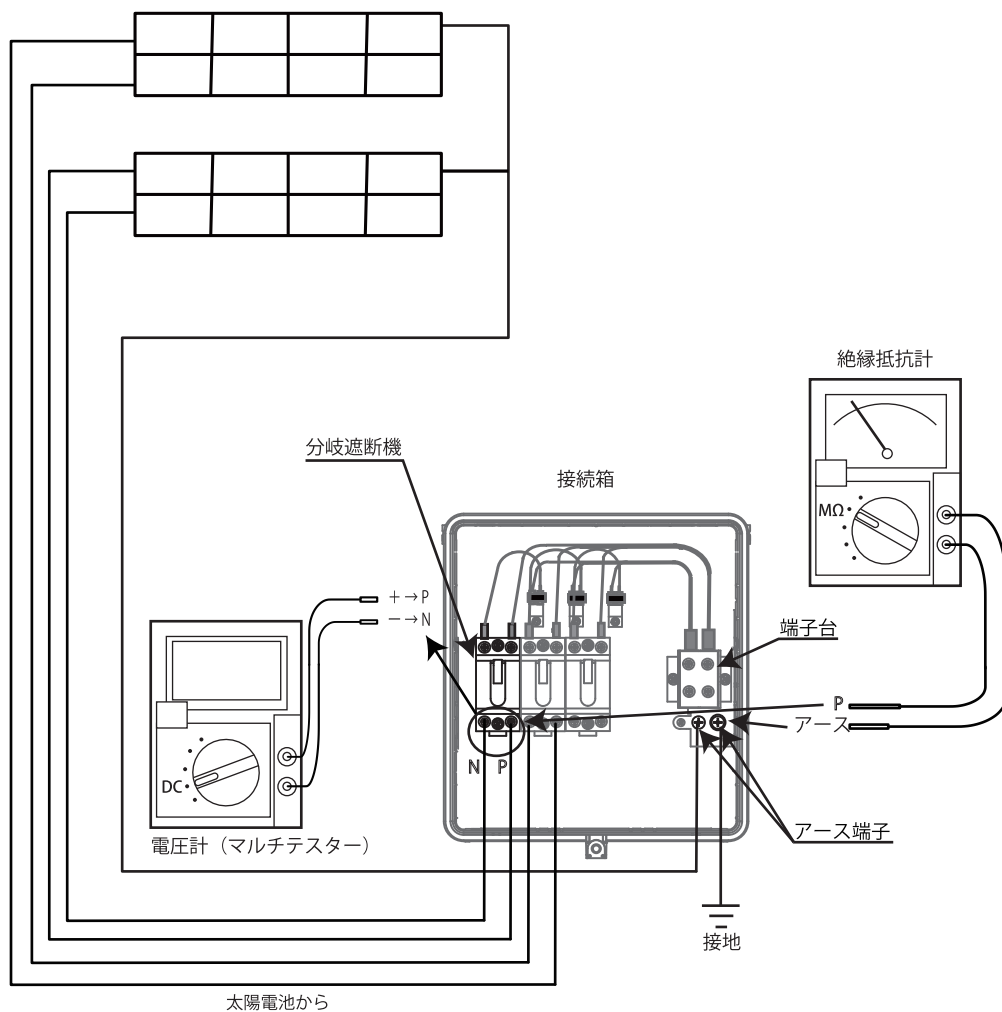 絶縁抵抗計
分岐遮断機
接続箱
MΩ
+→P
−→N
端子台
P
アース
N P
DC
アース端子
電圧計（マルチテスター）
接地
太陽電池から